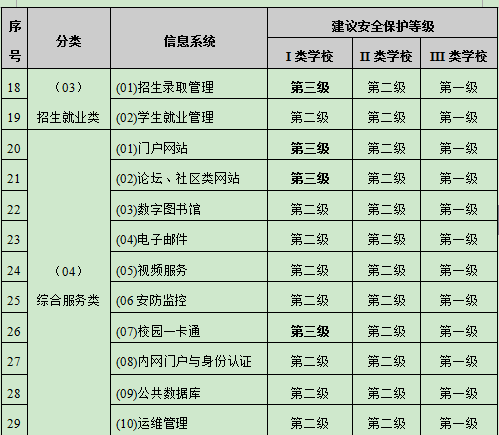 序号 分类 信息系统 建议安全保护等级
I 类学校 II 类学校 III 类学校
18 （03）招生就业类 (01)招生录取管理 第三级 第二级 第一级
19 (02)学生就业管理 第二级 第二级 第一级
20 （04）综合服务类 (01)门户网站 第三级 第二级 第一级
21 (02)论坛、社区类网站 第三级 第二级 第一级
22 (03)数字图书馆 第二级 第二级 第一级
23 (04)电子邮件 第二级 第二级 第一级
24 (05)视频服务 第二级 第二级 第一级
25 (06 安防监控 第二级 第二级 第一级
26 (07)校园一卡通 第三级 第二级 第一级
27 (08)内网门户与身份认证 第二级 第二级 第一级
28 (09)公共数据库 第二级 第二级 第一级
29 (10)运维管理 第二级 第二级 第一级